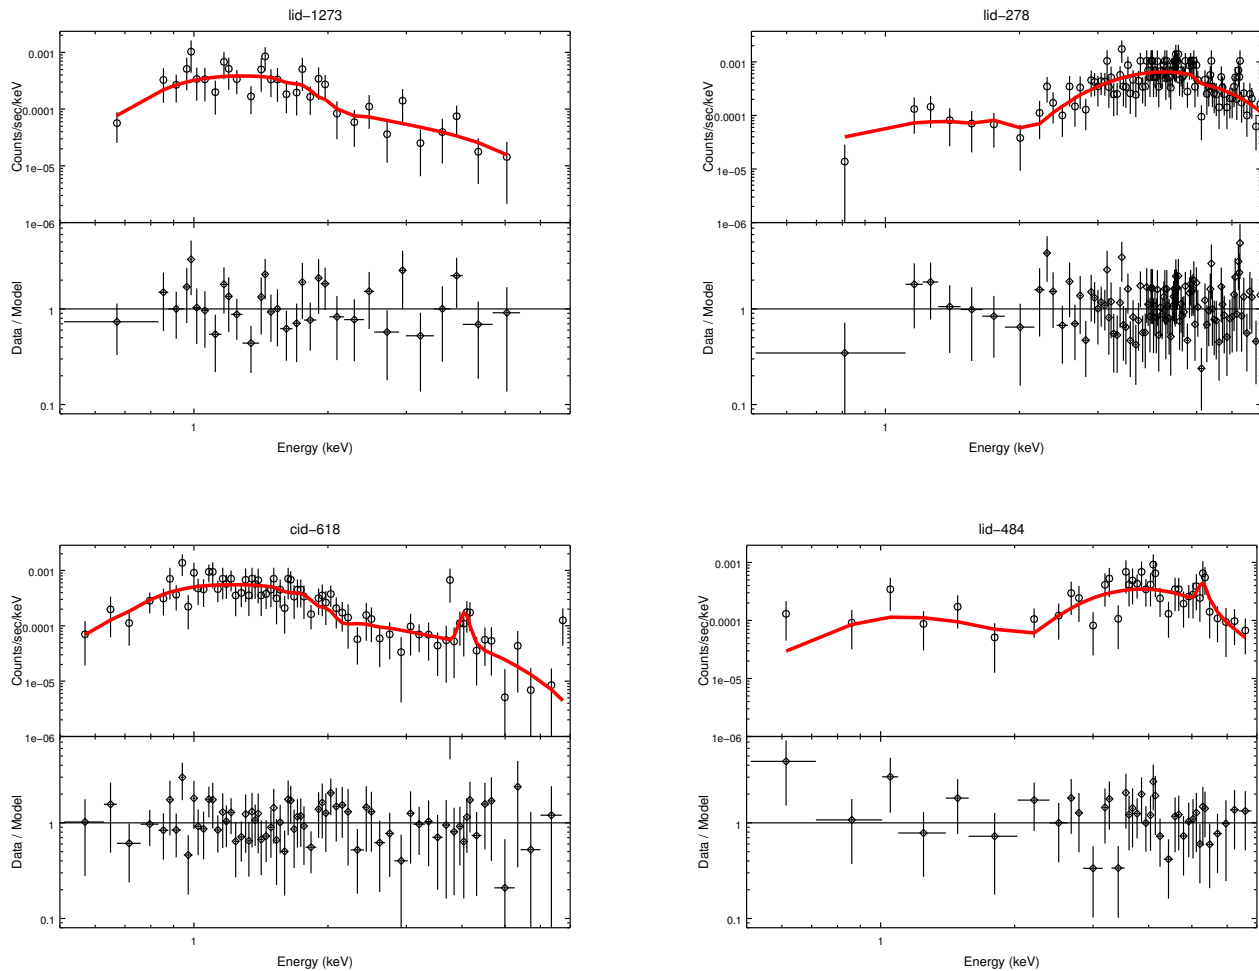 lid−1273
0.001
0.0001
1e−05
1e−06
Counts/sec/keV
1
0.1
Data / Model
1
Energy (keV)
lid−278
0.001
0.0001
1e−05
1e−06
Counts/sec/keV
1
0.1
Data / Model
1
Energy (keV)
cid−618
0.001
0.0001
1e−05
1e−06
Counts/sec/keV
1
0.1
Data / Model
1
Energy (keV)
lid−484
0.001
0.0001
1e−05
1e−06
Counts/sec/keV
1
0.1
Data / Model
1
Energy (keV)